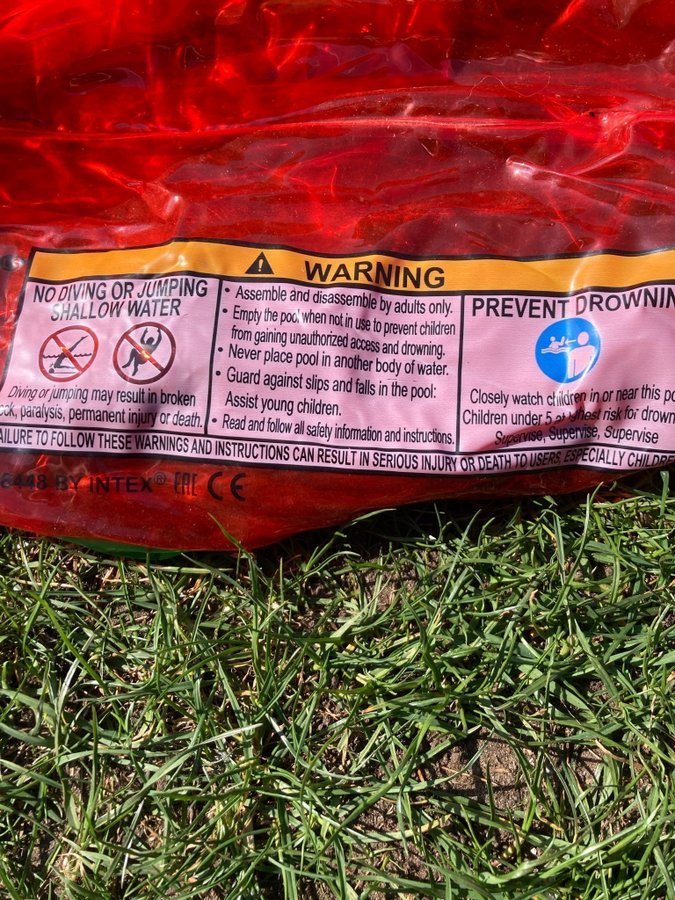 WARNING
NO DIVING OR JUMPING
SHALLOW WATER
Diving or jumping may result in broken
paralysis, permanent injury or death.
• Assemble and disassemble by adults only.
• Empty the pool when not in use to prevent children
from gaining unauthorized access and drowning.
• Never place pool in another body of water.
• Guard against slips and falls in the pool:
Assist young children.
• Read and follow all safety information and instructions.
PREVENT DROWNIN
Closely watch children in or near this po
Children under 5 at highest risk for drown
Supervise, Supervise, Supervise
AILURE TO FOLLOW THESE WARNINGS AND INSTRUCTIONS CAN RESULT IN SERIOUS INJURY OR DEATH TO USERS, ESPECIALLY CHILDRE
8448 BY INTEX® EAC CE